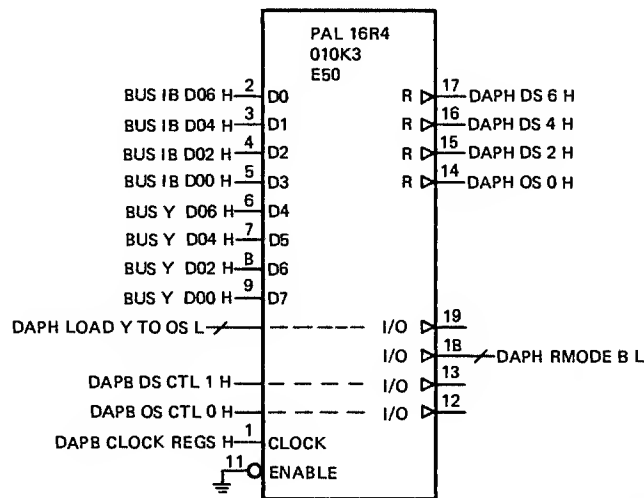 PAL 16R4
010K3
E50
BUS IB D06 H 2 D0 R 17 DAPH DS 6 H
BUS IB D04 H 3 D1 R 16 DAPH DS 4 H
BUS IB D02 H 4 D2 R 15 DAPH DS 2 H
BUS IB D00 H 5 D3 R 14 DAPH OS 0 H
BUS Y D06 H 6 D4
BUS Y D04 H 7 D5
BUS Y D02 H B D6
BUS Y D00 H 9 D7
DAPH LOAD Y TO OS L I/O 19
I/O 1B DAPH RMODE B L
DAPB DS CTL 1 H I/O 13
DAPB OS CTL 0 H I/O 12
DAPB CLOCK REGS H 1 CLOCK
11 ENABLE